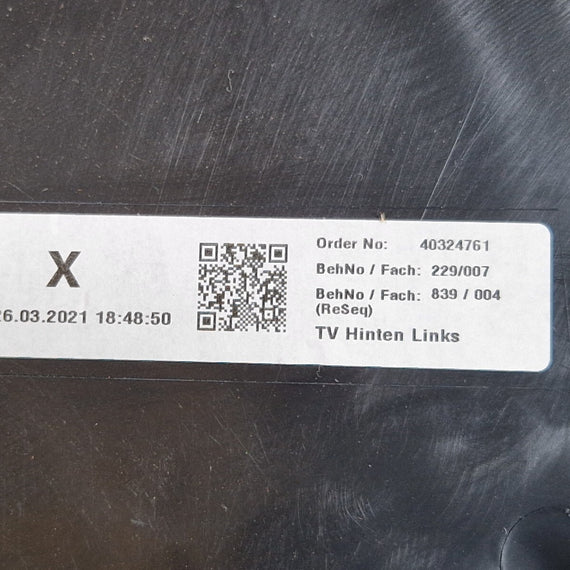 X
26.03.2021 18:48:50
Order No: 40324761
BehNo / Fach: 229/007
BehNo / Fach: 839 / 004
(ReSeq)
TV Hinten Links